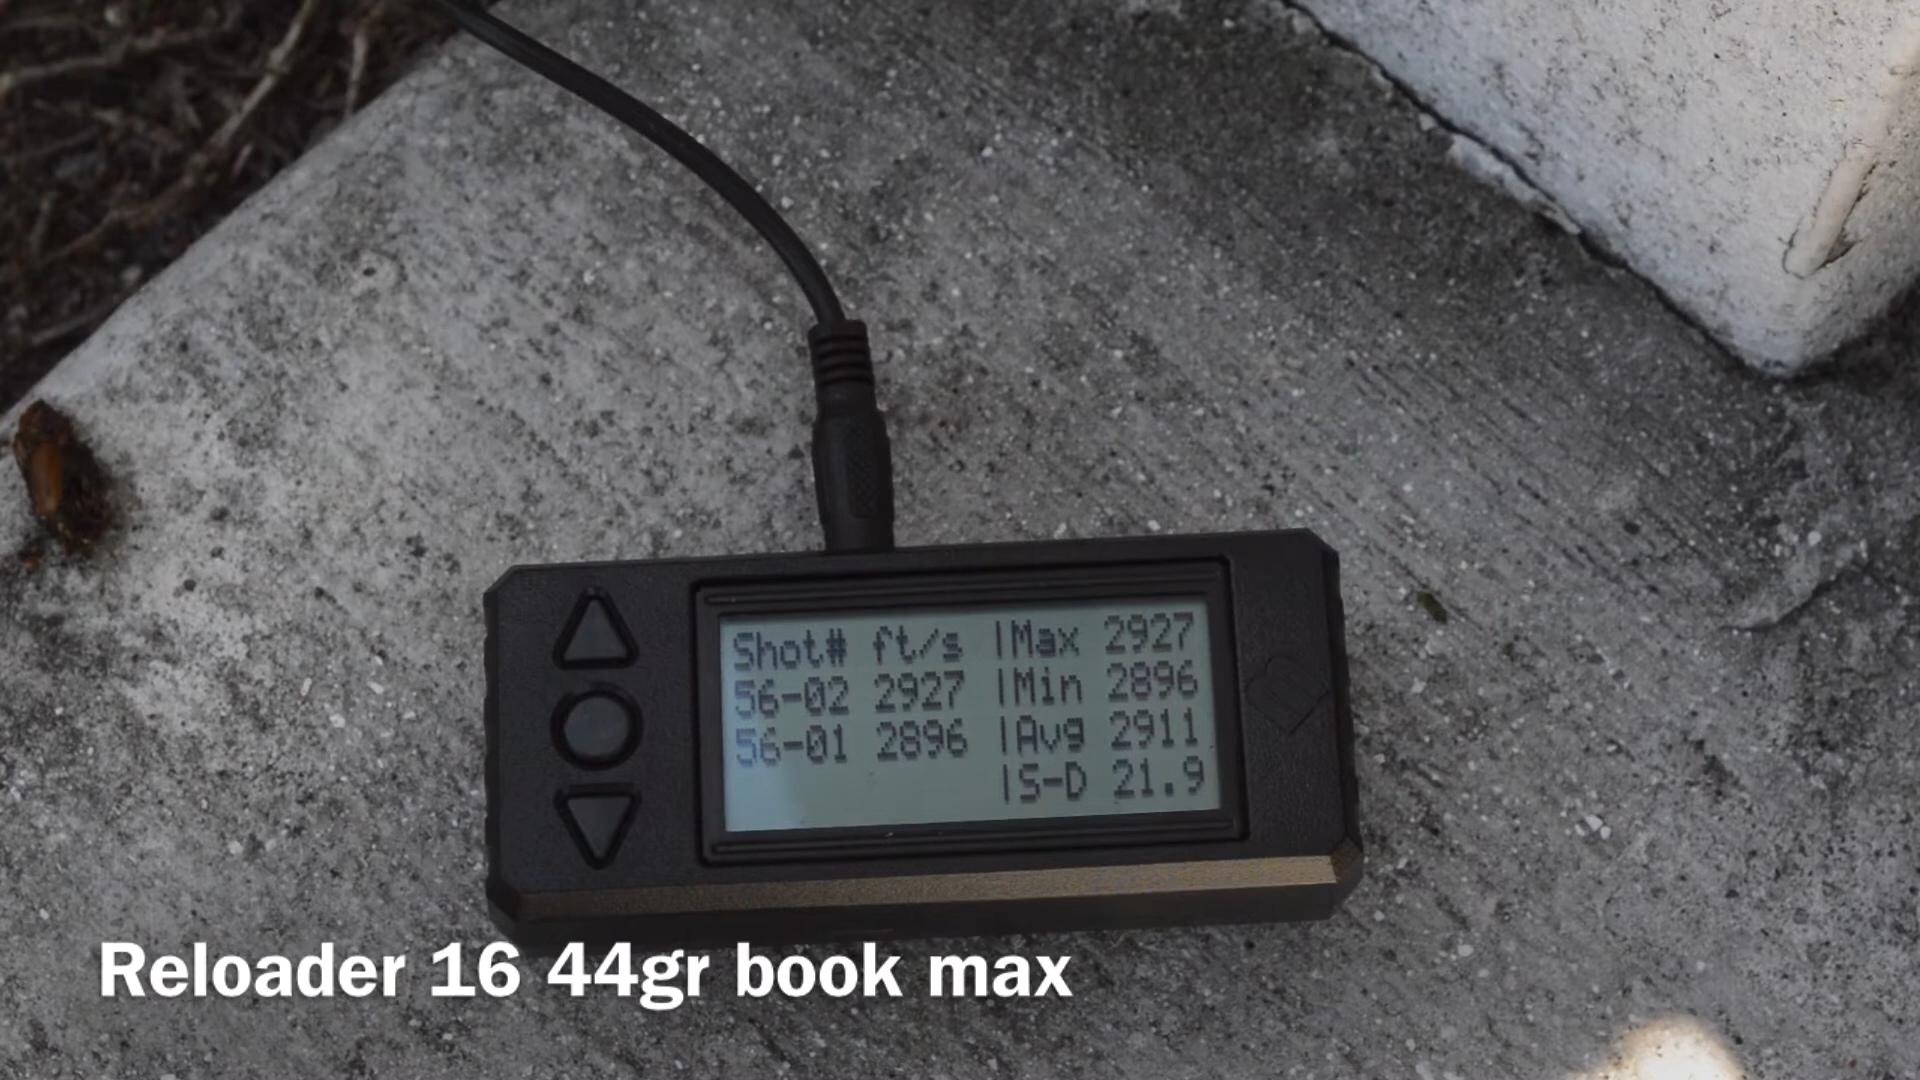 Shot# ft/s |Max 2927
56-02 2927 |Min 2896
56-01 2896 |Avg 2911
|S-D 21.9
Reloader 16 44gr book max